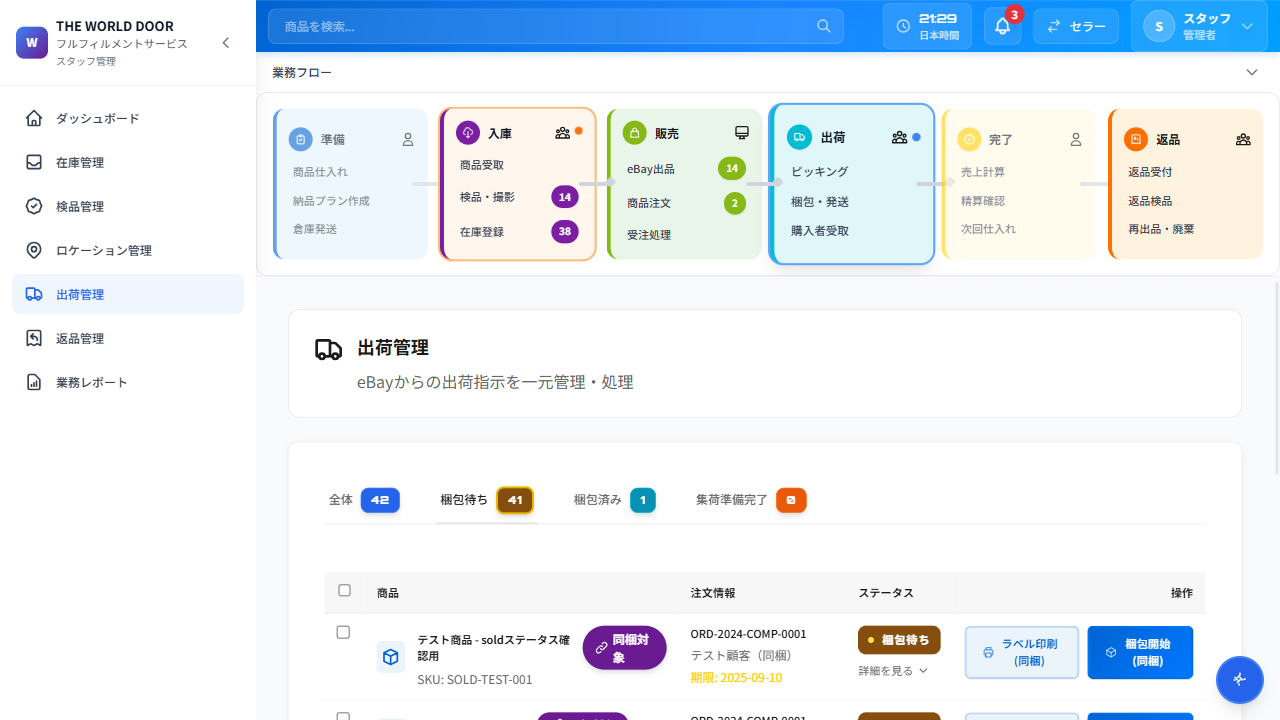 W
THE WORLD DOOR
フルフィルメントサービス
スタッフ管理
ダッシュボード
在庫管理
検品管理
ロケーション管理
出荷管理
返品管理
業務レポート
商品を検索...
21:29
日本時間
3
セラー
S
スタッフ
管理者
業務フロー
準備
商品仕入れ
納品プラン作成
倉庫発送
入庫
商品受取
検品・撮影
14
在庫登録
38
販売
eBay出品
14
商品注文
2
受注処理
出荷
ピッキング
梱包・発送
購入者受取
完了
売上計算
精算確認
次回仕入れ
返品
返品受付
返品検品
再出品・廃棄
出荷管理
eBayからの出荷指示を一元管理・処理
全体 42
梱包待ち 41
梱包済み 1
集荷準備完了 0
商品 注文情報 ステータス 操作
テスト商品 - soldステータス確認用
SKU: SOLD-TEST-001
同梱対象
ORD-2024-COMP-0001
テスト顧客（同梱）
期限: 2025-09-10
梱包待ち
詳細を見る
ラベル印刷
(同梱)
梱包開始
(同梱)